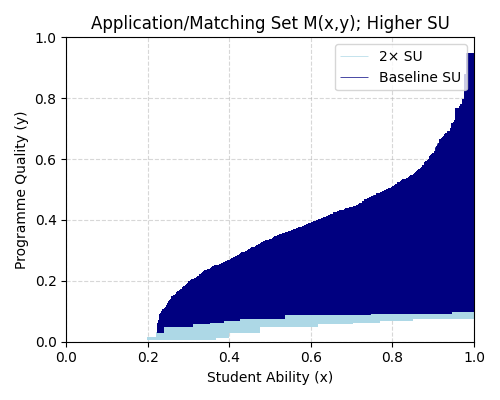 Application/Matching Set M(x,y); Higher SU
2× SU
Baseline SU
Programme Quality (y)
1.0
0.8
0.6
0.4
0.2
0.0
0.0 0.2 0.4 0.6 0.8 1.0
Student Ability (x)